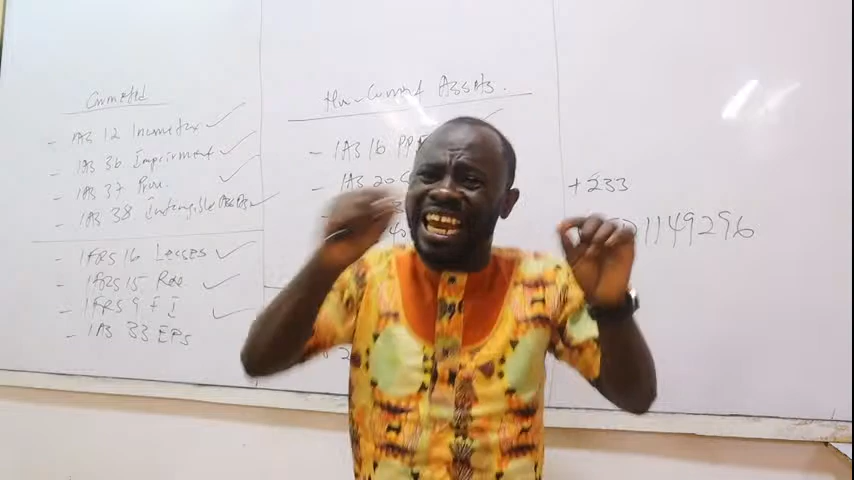 - IAS 12 Income tax ✓
- IAS 36 Impairment ✓
- IAS 37 Prov. ✓
- IAS 38 Intangible Assets ✓
- IFRS 16 Leases ✓
- IFRS 15 Rev ✓
- IFRS 9 F I ✓
- IAS 33 EPS
Non-Current Assets.
- IAS 16 PPE
- IAS 20
+233
1149296